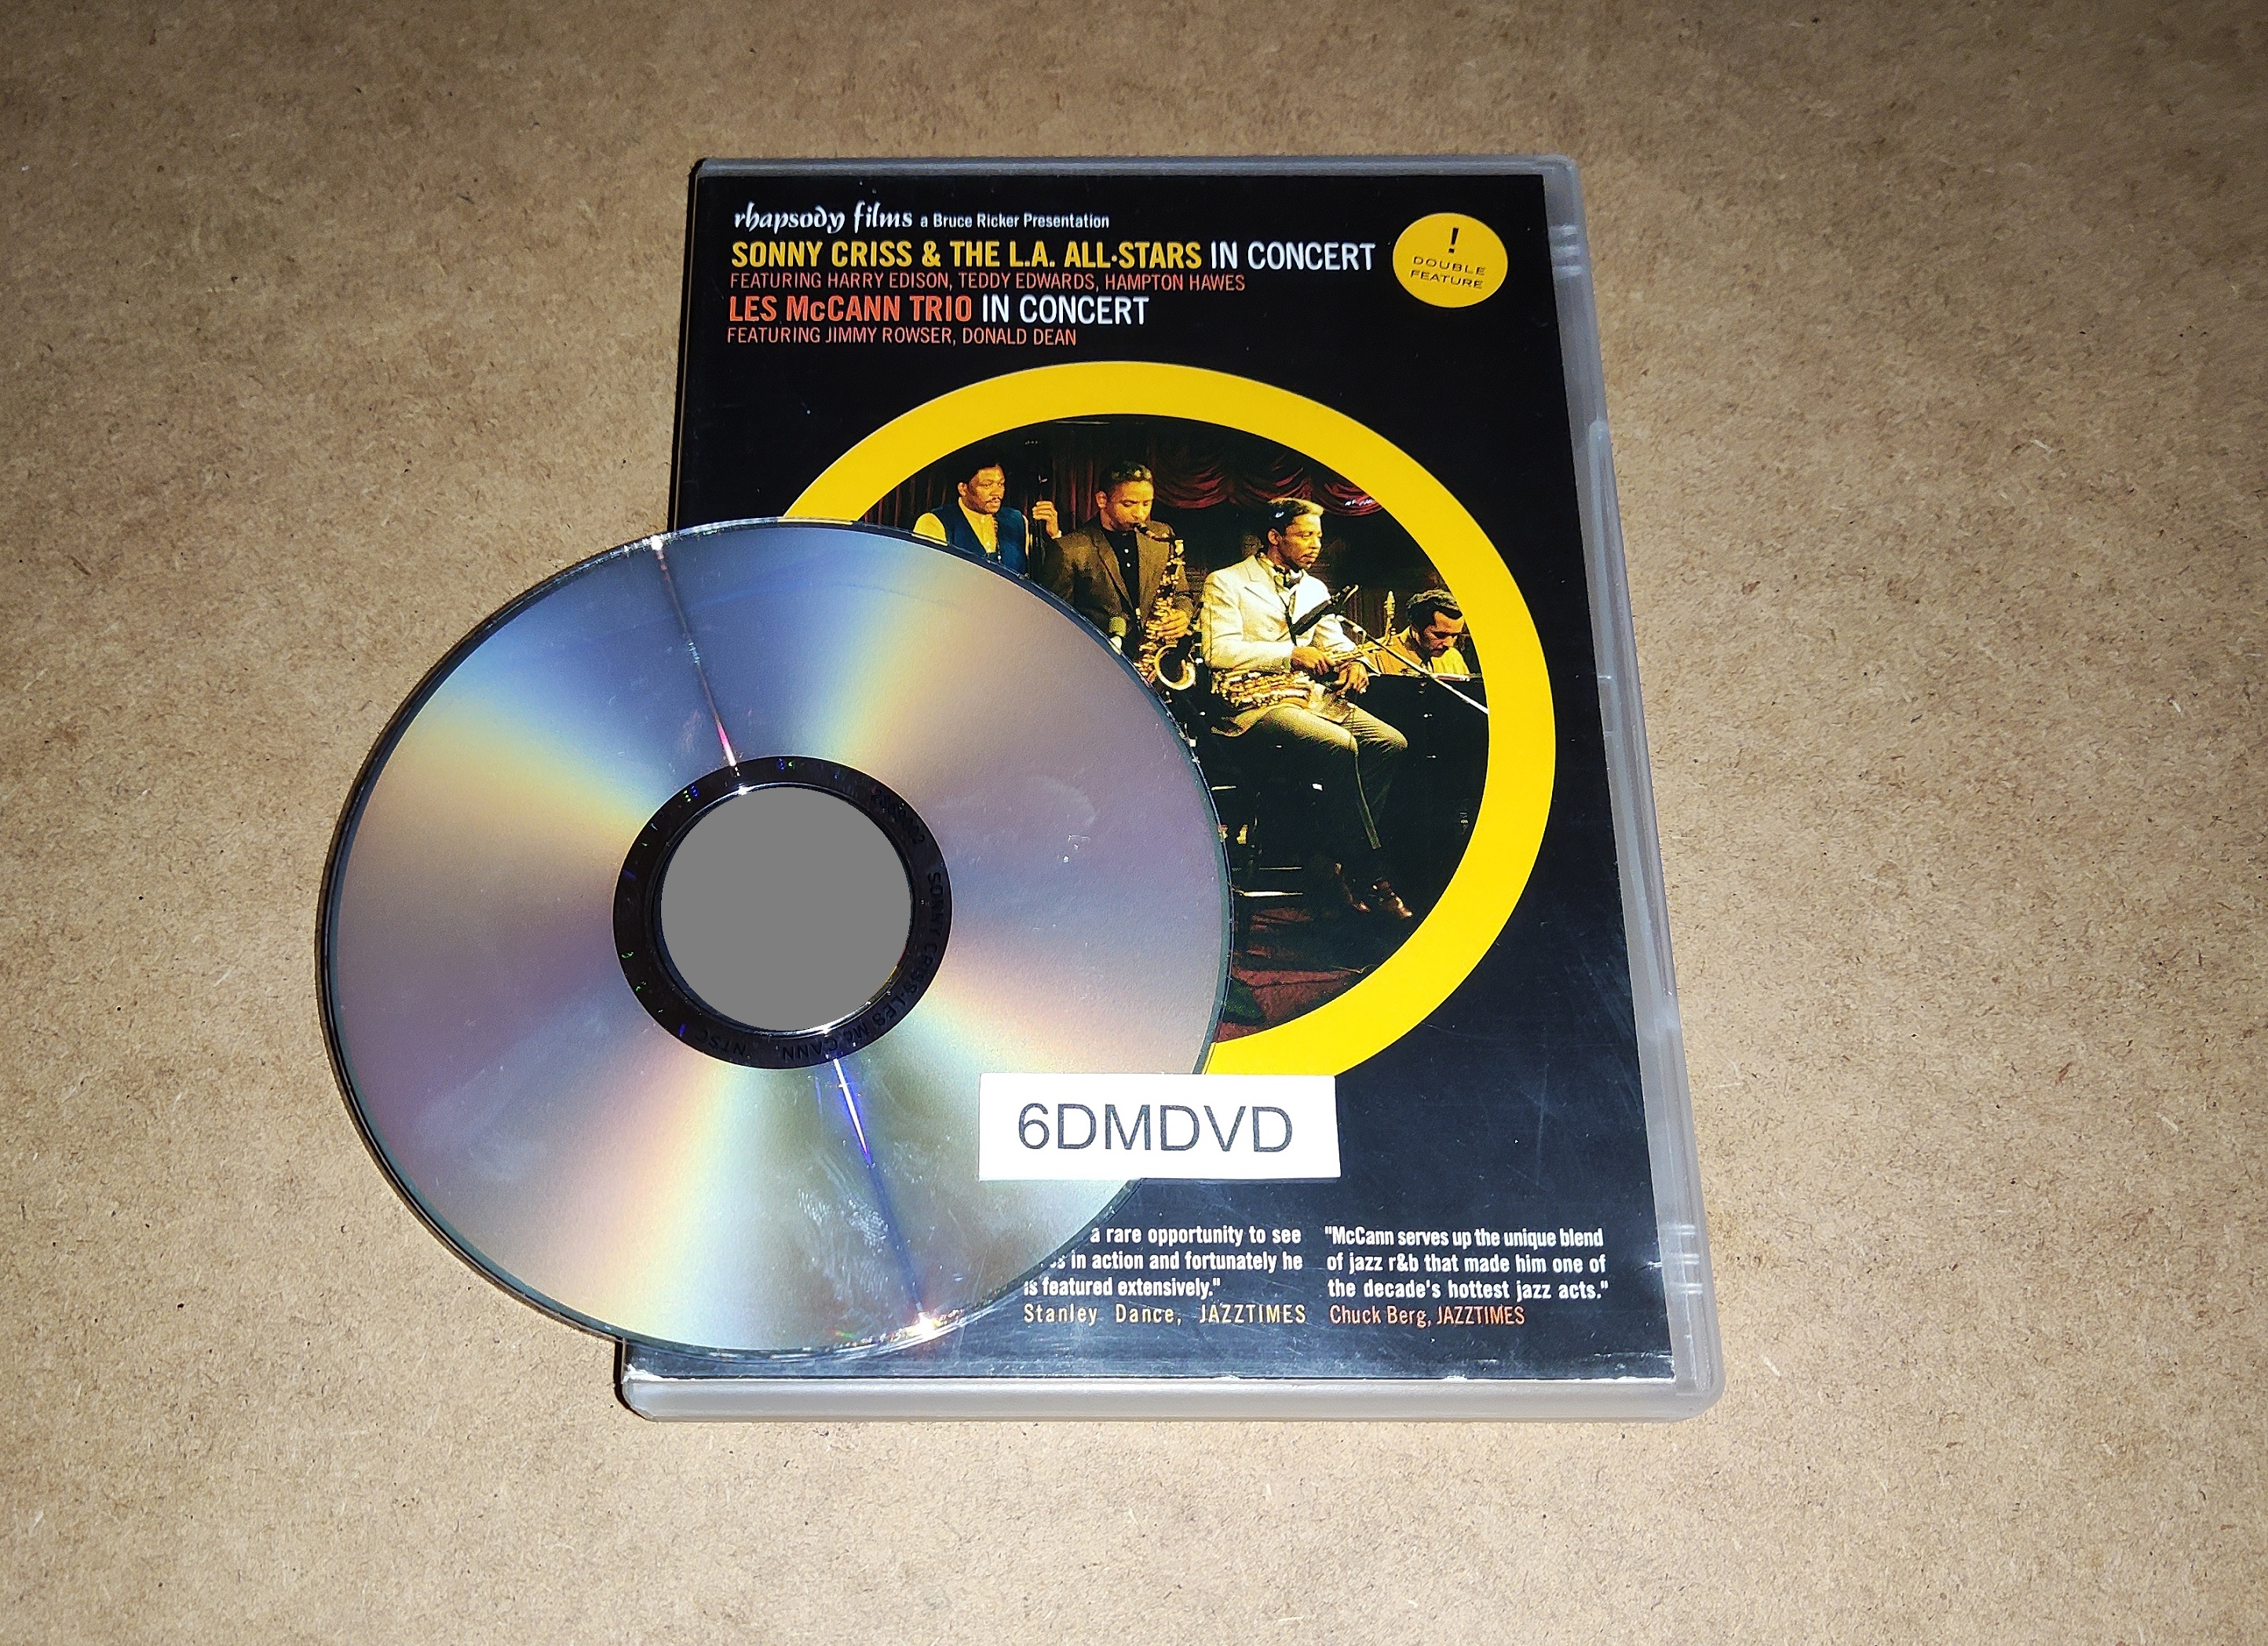 rhapsody films a Bruce Ricker Presentation
SONNY CRISS & THE L.A. ALL·STARS IN CONCERT
FEATURING HARRY EDISON, TEDDY EDWARDS, HAMPTON HAWES
LES McCANN TRIO IN CONCERT
FEATURING JIMMY ROWSER, DONALD DEAN
!
DOUBLE
FEATURE
SONNY CRISS LES McCANN NTSC
6DMDVD
a rare opportunity to see
in action and fortunately he
is featured extensively."
Stanley Dance, JAZZTIMES
"McCann serves up the unique blend
of jazz r&b that made him one of
the decade's hottest jazz acts."
Chuck Berg, JAZZTIMES